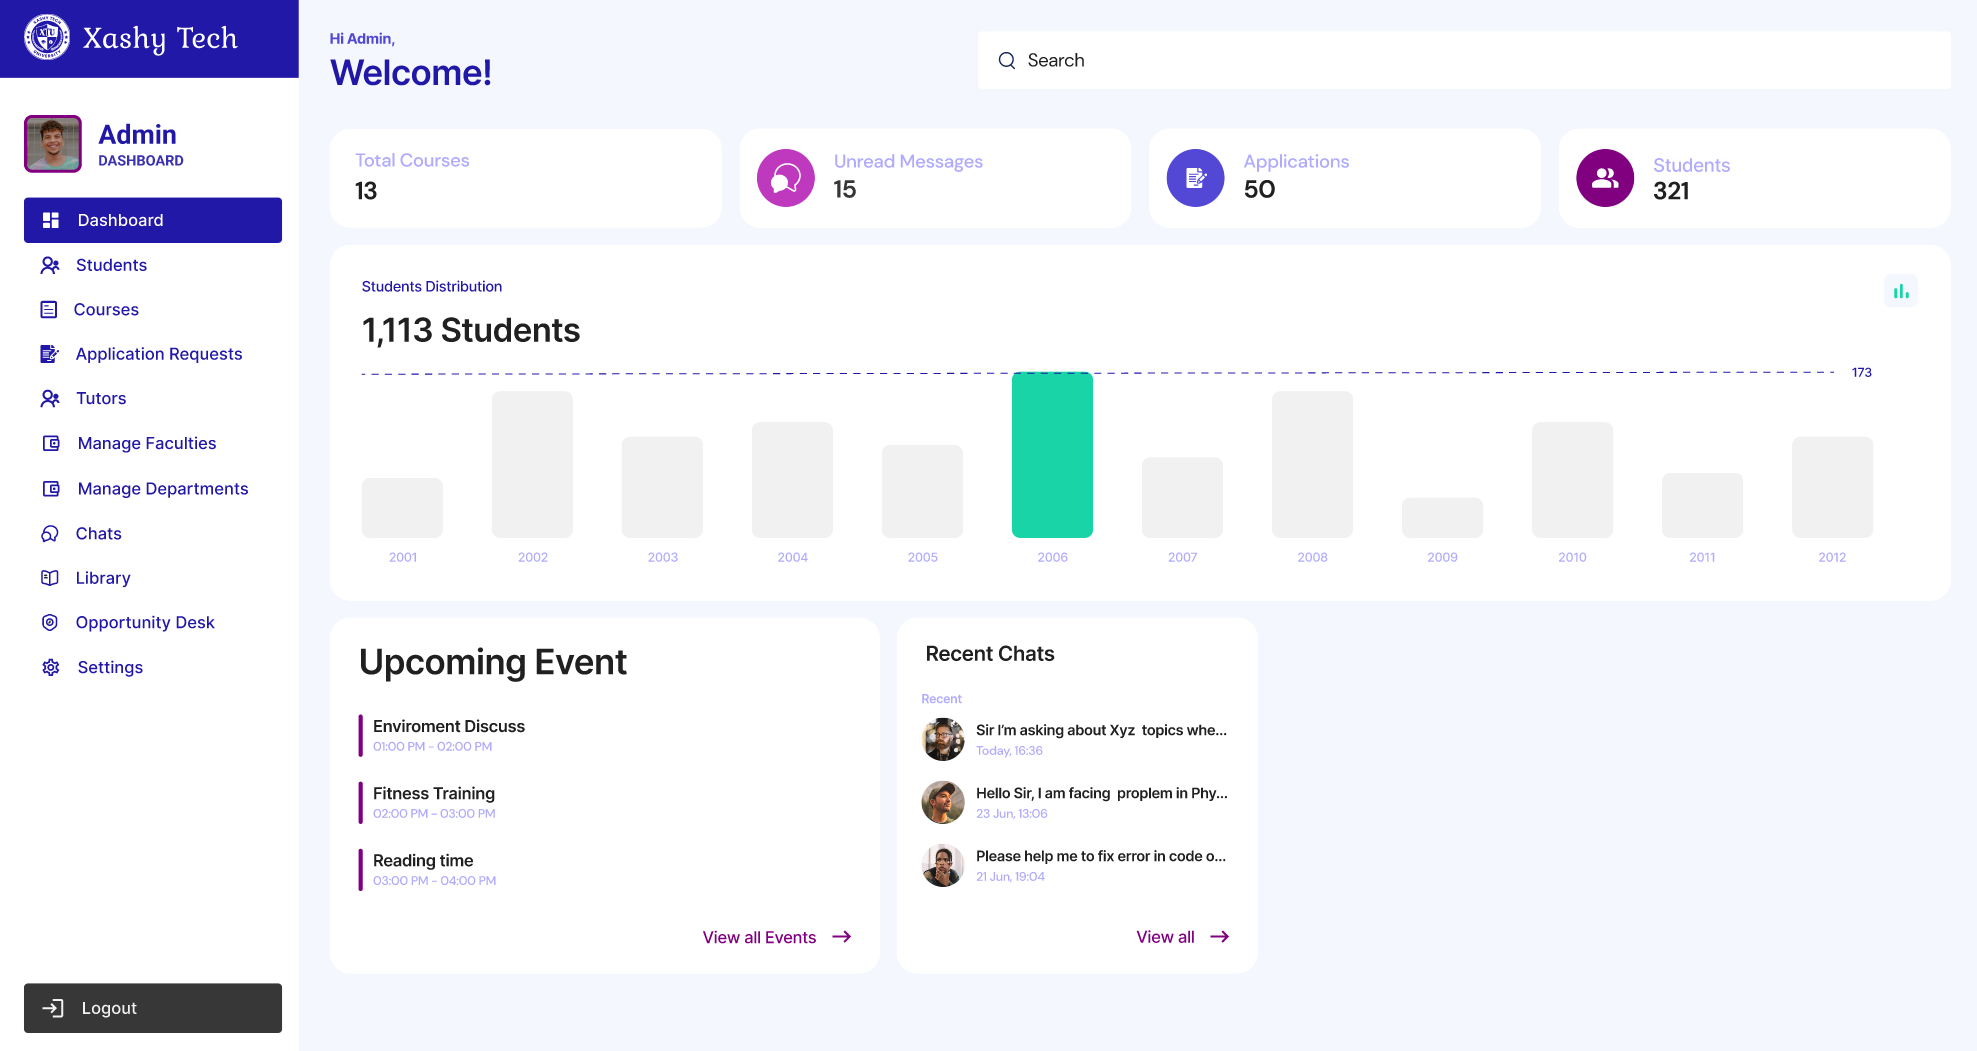 XASHY TECH
XTU
UNIVERSITY
Xashy Tech
Admin
DASHBOARD
Dashboard
Students
Courses
Application Requests
Tutors
Manage Faculties
Manage Departments
Chats
Library
Opportunity Desk
Settings
Logout
Hi Admin,
Welcome!
Search
Total Courses
13
Unread Messages
15
Applications
50
Students
321
Students Distribution
1,113 Students
173
2001 2002 2003 2004 2005 2006 2007 2008 2009 2010 2011 2012
Upcoming Event
Enviroment Discuss
01:00 PM - 02:00 PM
Fitness Training
02:00 PM - 03:00 PM
Reading time
03:00 PM - 04:00 PM
View all Events
Recent Chats
Recent
Sir I'm asking about Xyz topics whe...
Today, 16:36
Hello Sir, I am facing proplem in Phy...
23 Jun, 13:06
Please help me to fix error in code o...
21 Jun, 19:04
View all